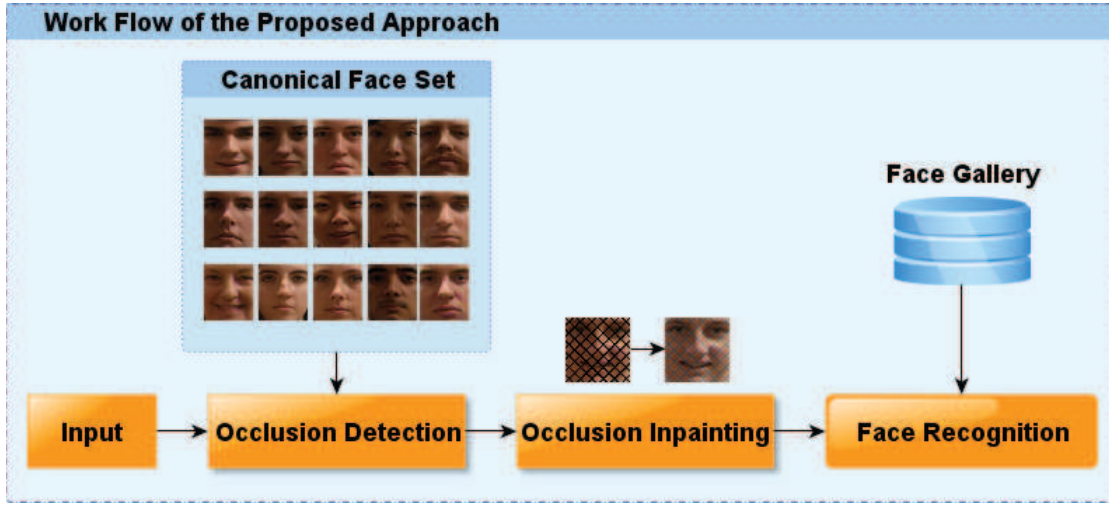 Work Flow of the Proposed Approach
Canonical Face Set
Face Gallery
Input
Occlusion Detection
Occlusion Inpainting
Face Recognition